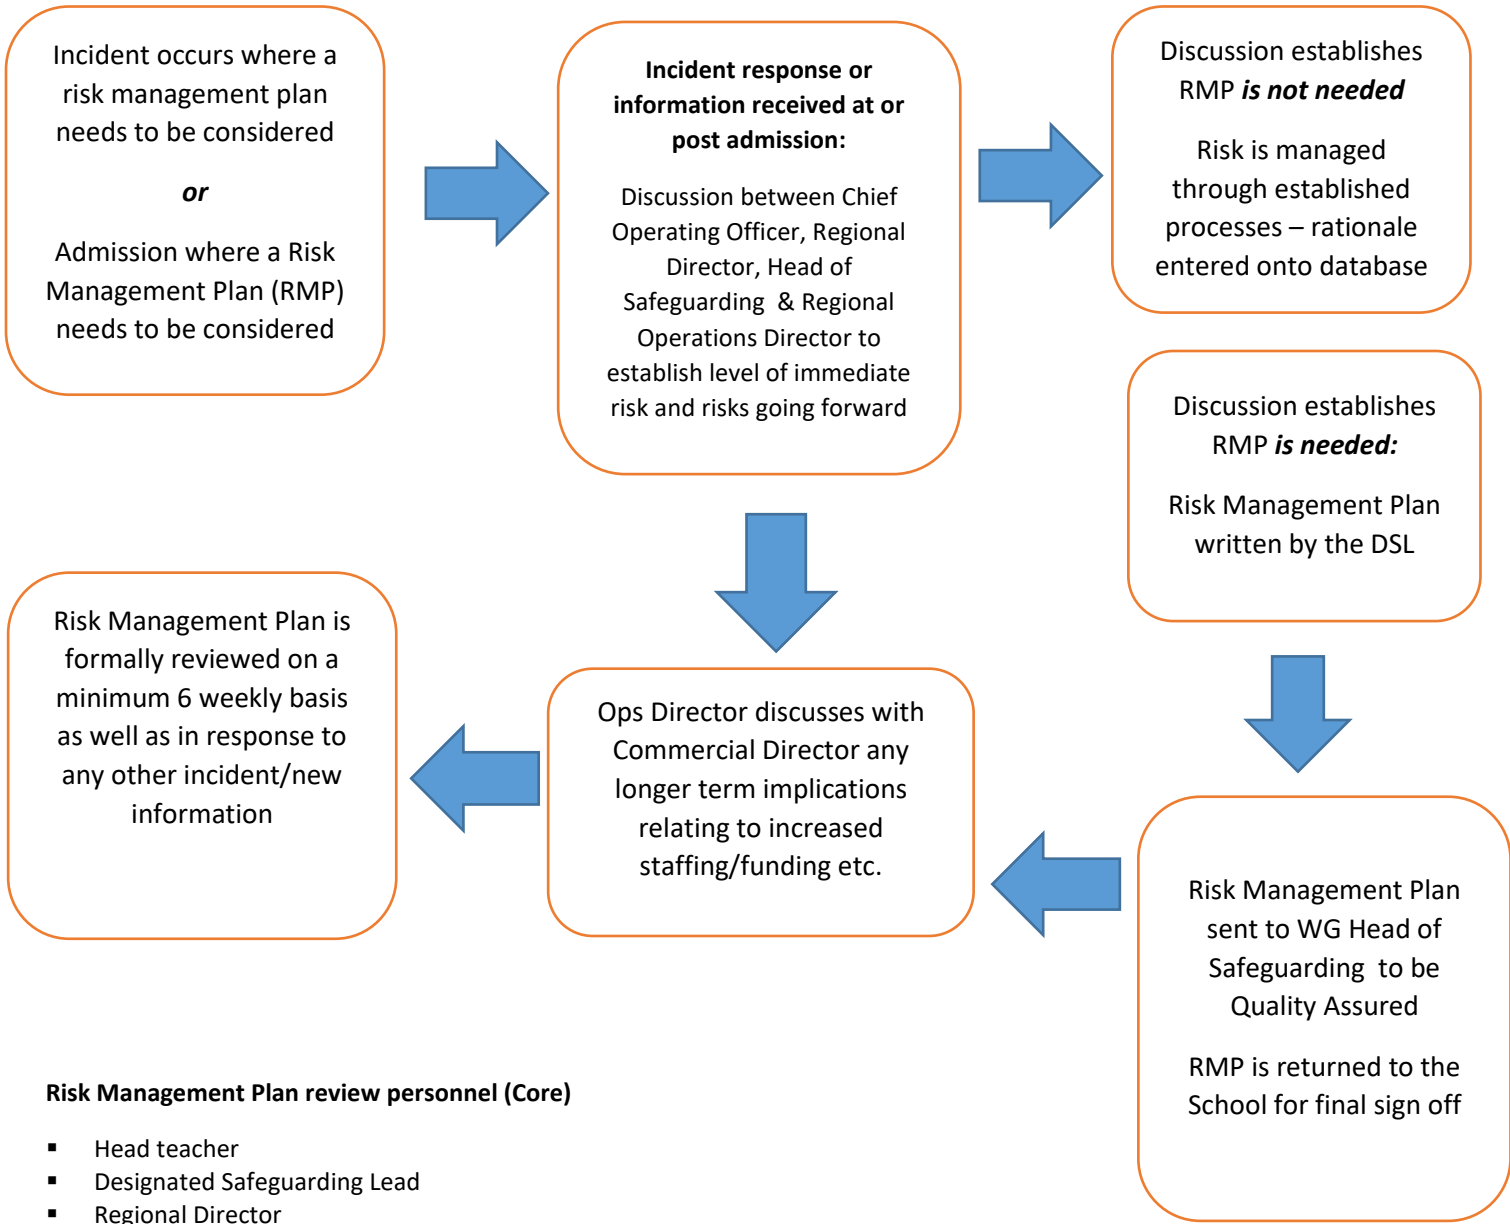 Incident occurs where a
risk management plan
needs to be considered
or
Admission where a Risk
Management Plan (RMP)
needs to be considered
Incident response or
information received at or
post admission:
Discussion between Chief
Operating Officer, Regional
Director, Head of
Safeguarding & Regional
Operations Director to
establish level of immediate
risk and risks going forward
Discussion establishes
RMP is not needed
Risk is managed
through established
processes – rationale
entered onto database
Discussion establishes
RMP is needed:
Risk Management Plan
written by the DSL
Risk Management Plan
sent to WG Head of
Safeguarding to be
Quality Assured
RMP is returned to the
School for final sign off
Ops Director discusses with
Commercial Director any
longer term implications
relating to increased
staffing/funding etc.
Risk Management Plan is
formally reviewed on a
minimum 6 weekly basis
as well as in response to
any other incident/new
information
Risk Management Plan review personnel (Core)
▪ Head teacher
▪ Designated Safeguarding Lead
▪ Regional Director